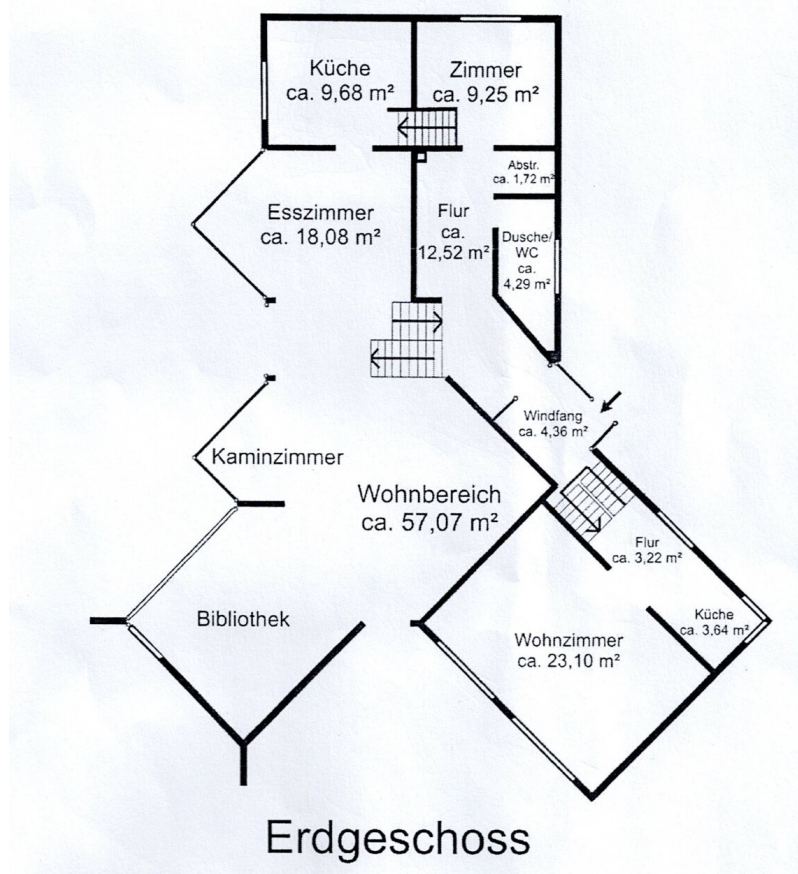 Küche
ca. 9,68 m²
Zimmer
ca. 9,25 m²
Abstr.
ca. 1,72 m²
Esszimmer
ca. 18,08 m²
Flur
ca.
12,52 m²
Dusche/
WC
ca.
4,29 m²
Windfang
ca. 4,36 m²
Kaminzimmer
Wohnbereich
ca. 57,07 m²
Flur
ca. 3,22 m²
Bibliothek
Küche
ca. 3,64 m²
Wohnzimmer
ca. 23,10 m²
Erdgeschoss